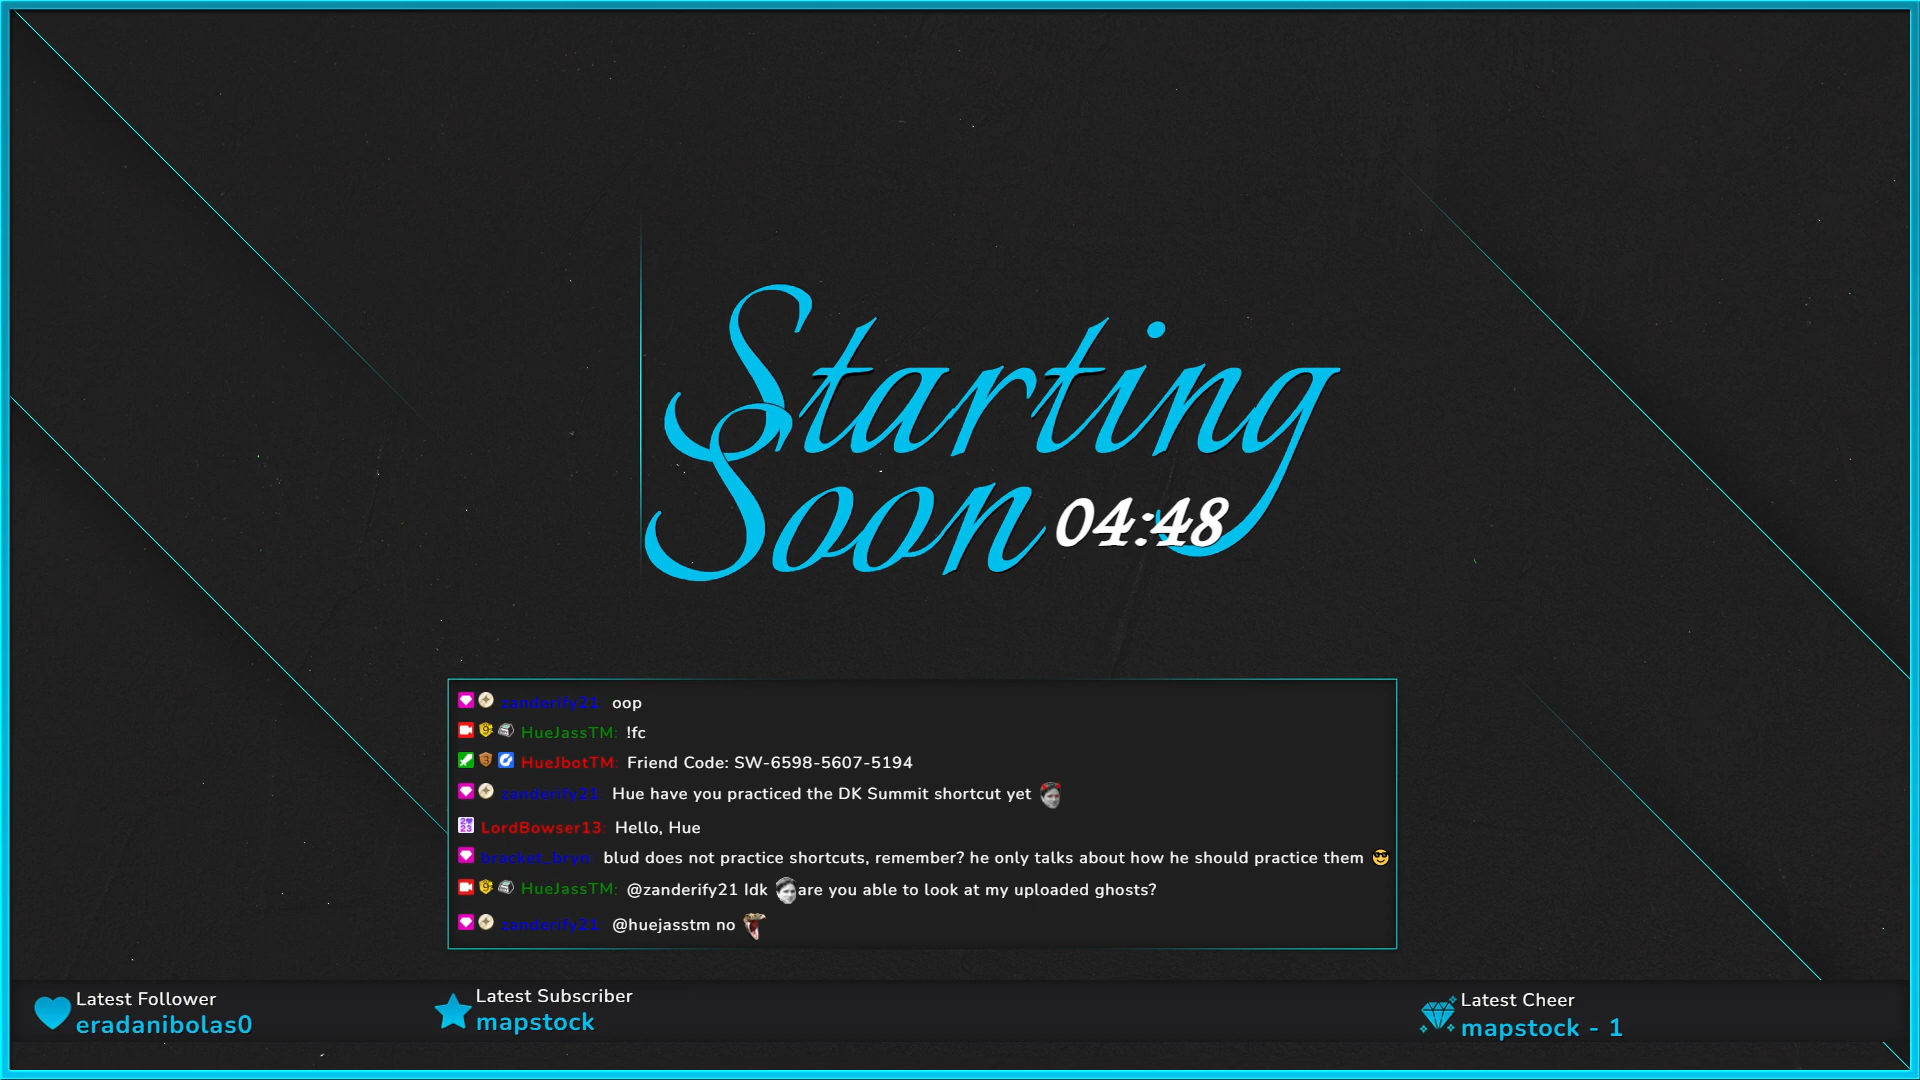 Starting
Soon 04:48
zanderify21: oop
HueJassTM: !fc
HueJbotTM: Friend Code: SW-6598-5607-5194
zanderify21: Hue have you practiced the DK Summit shortcut yet
LordBowser13: Hello, Hue
bracket_bryn: blud does not practice shortcuts, remember? he only talks about how he should practice them 😎
HueJassTM: @zanderify21 Idk are you able to look at my uploaded ghosts?
zanderify21: @huejasstm no
Latest Follower
eradanibolas0
Latest Subscriber
mapstock
Latest Cheer
mapstock - 1